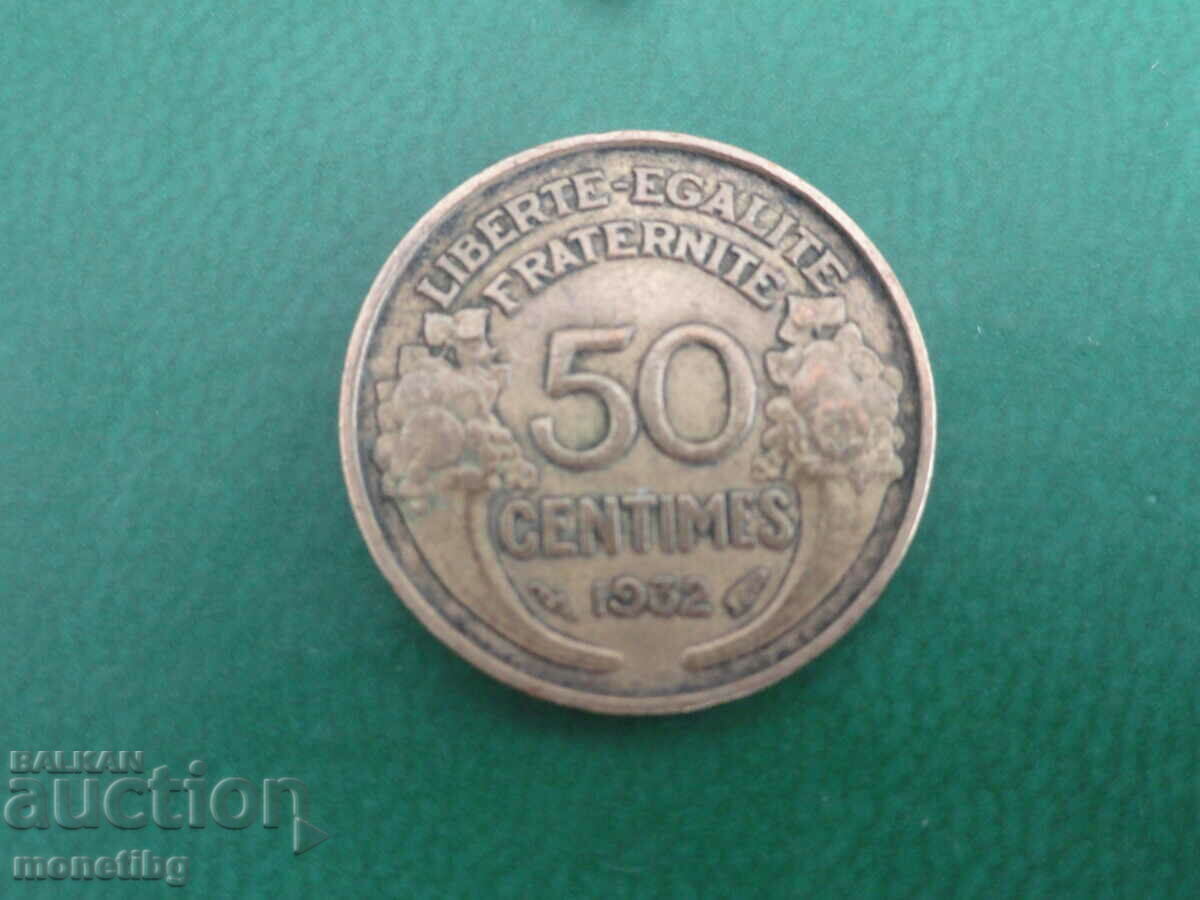 LIBERTE-EGALITE
FRATERNITE
50
CENTIMES
1932
BALKAN
auction
monetibg